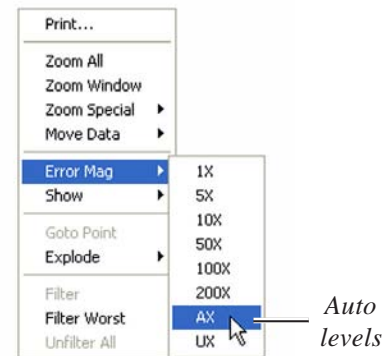 Print...
Zoom All
Zoom Window
Zoom Special
Move Data
Error Mag
Show
Goto Point
Explode
Filter
Filter Worst
Unfilter All
1X
5X
10X
50X
100X
200X
AX
UX
Auto
levels